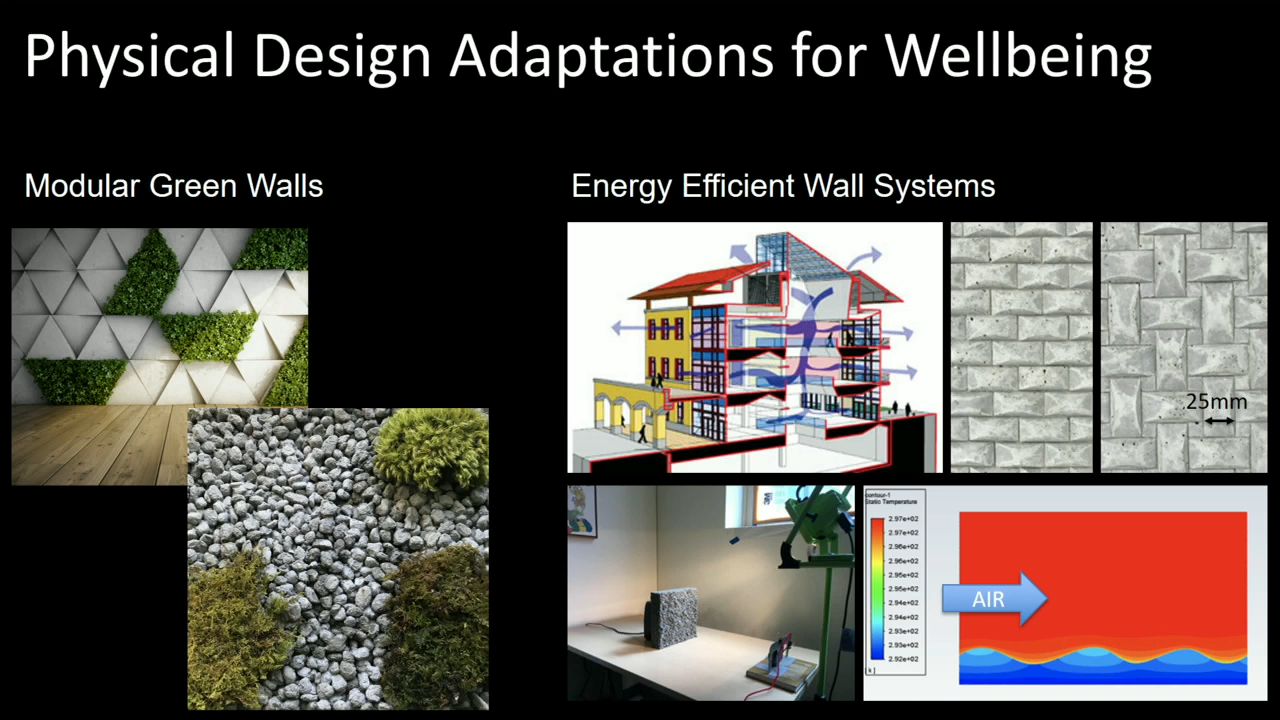 Physical Design Adaptations for Wellbeing
Modular Green Walls
Energy Efficient Wall Systems
25mm
contour-1
Static Temperature
2.97e+02
2.97e+02
2.96e+02
2.96e+02
2.95e+02
2.95e+02
2.94e+02
2.94e+02
2.93e+02
2.93e+02
2.92e+02
[k]
AIR
3M